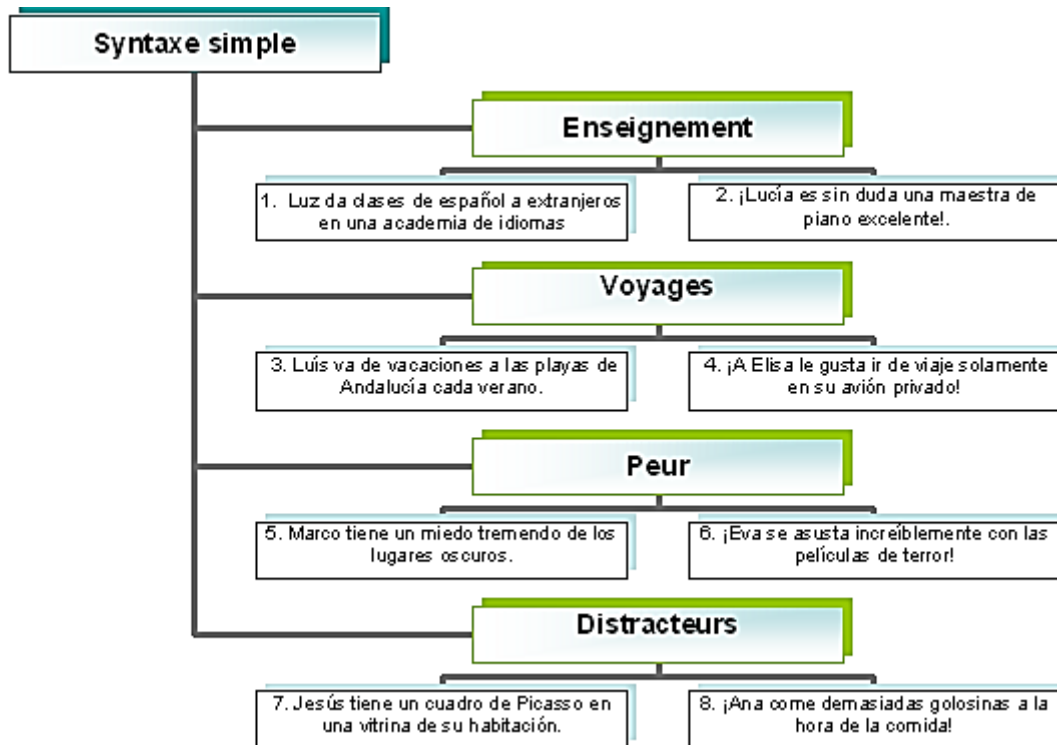 Syntaxe simple
Enseignement
1. Luz da clases de español a extranjeros
en una academia de idiomas
2. ¡Lucía es sin duda una maestra de
piano excelente!.
Voyages
3. Luís va de vacaciones a las playas de
Andalucía cada verano.
4. ¡A Elisa le gusta ir de viaje solamente
en su avión privado!
Peur
5. Marco tiene un miedo tremendo de los
lugares oscuros.
6. ¡Eva se asusta increíblemente con las
películas de terror!
Distracteurs
7. Jesús tiene un cuadro de Picasso en
una vitrina de su habitación.
8. ¡Ana come demasiadas golosinas a la
hora de la comida!